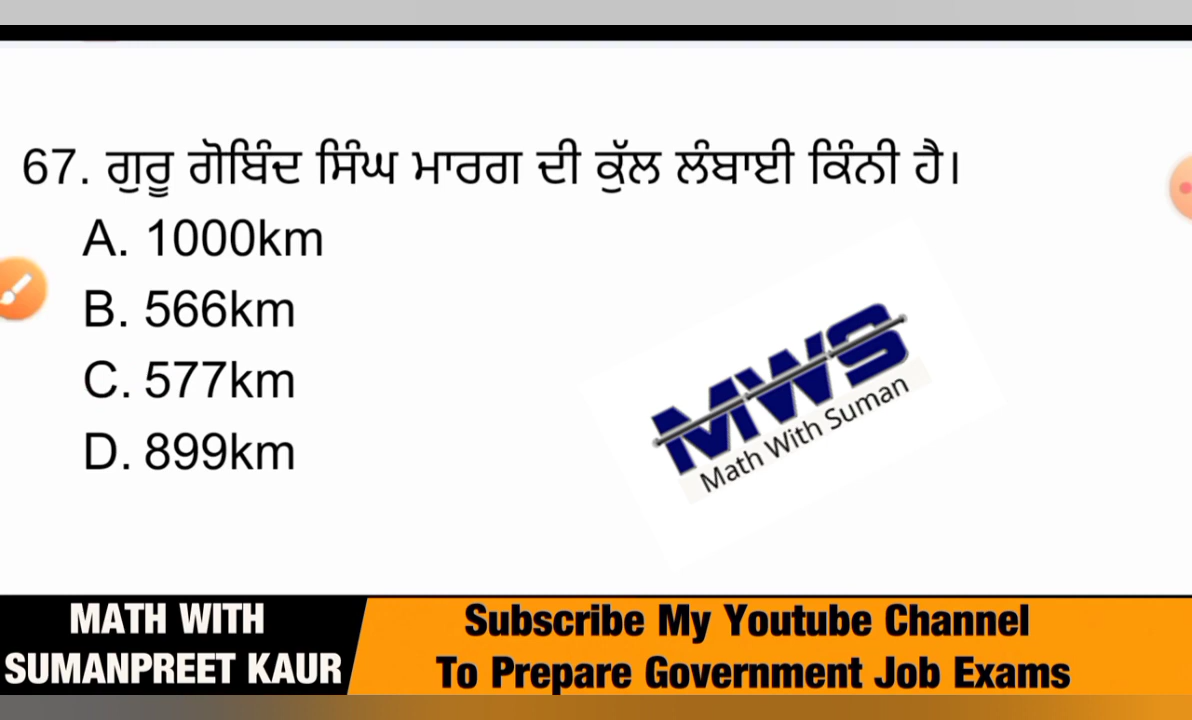 67. ਗੁਰੂ ਗੋਬਿੰਦ ਸਿੰਘ ਮਾਰਗ ਦੀ ਕੁੱਲ ਲੰਬਾਈ ਕਿੰਨੀ ਹੈ।
A. 1000km
B. 566km
C. 577km
D. 899km
MWS
Math With Suman
MATH WITH
SUMANPREET KAUR
Subscribe My Youtube Channel
To Prepare Government Job Exams